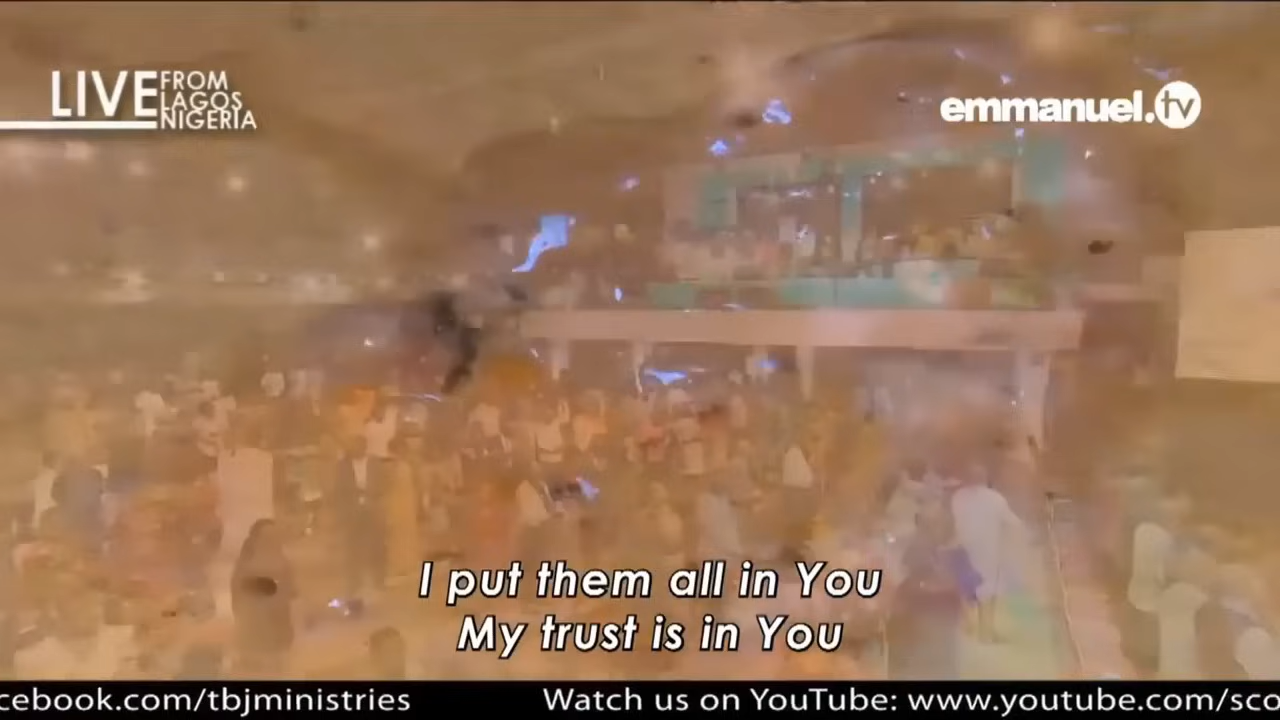 LIVE FROM
LAGOS
NIGERIA
emmanuel.tv
I put them all in You
My trust is in You
cebook.com/tbjministries Watch us on YouTube: www.youtube.com/sco